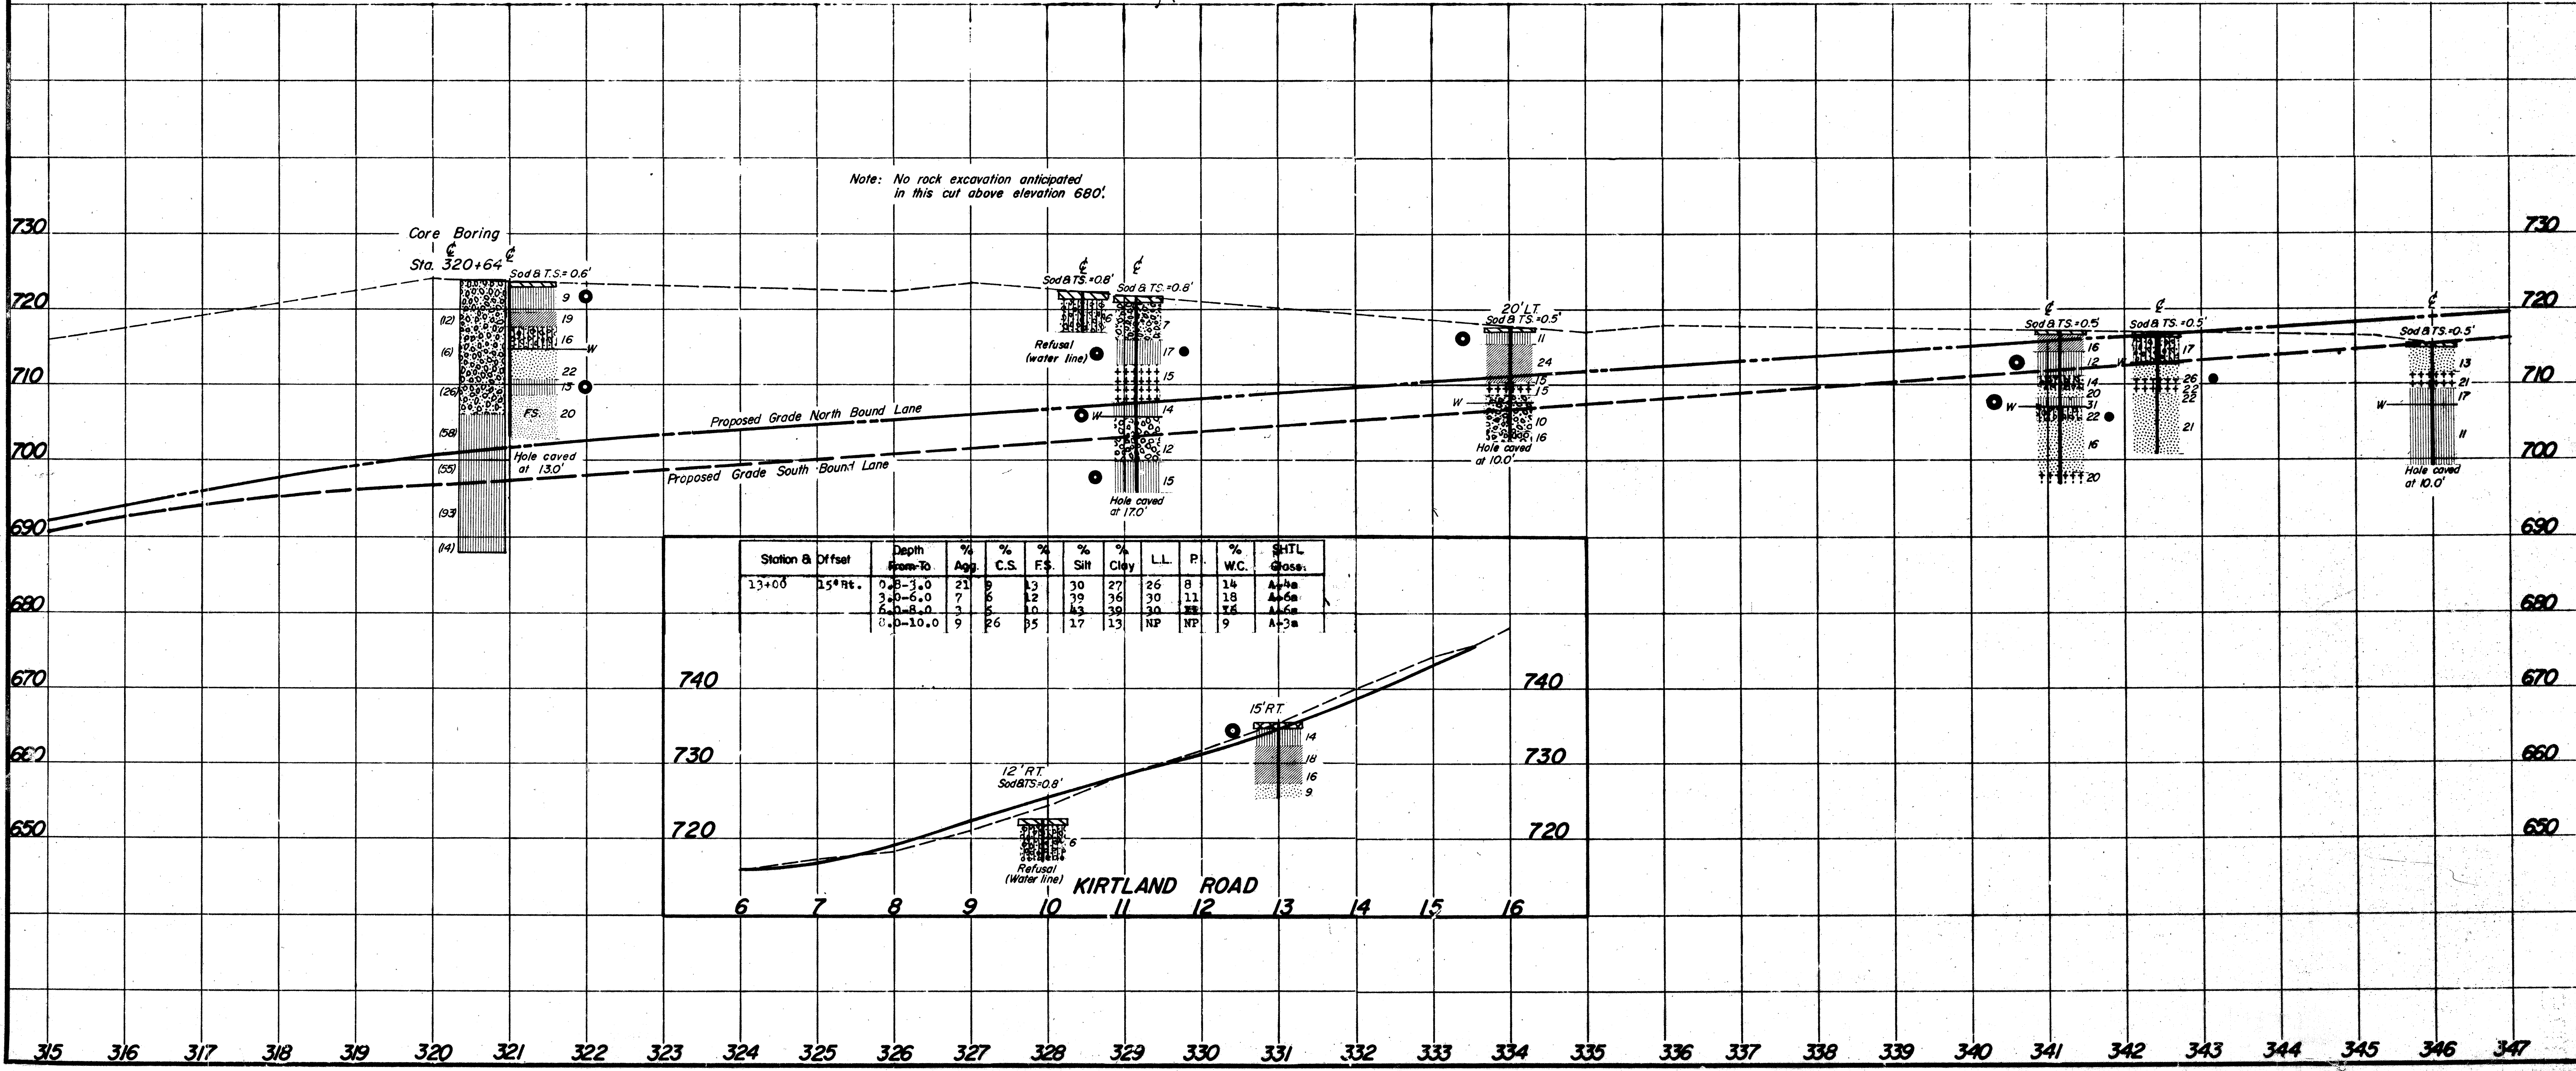 Note: No rock excavation anticipated
in this cut above elevation 680'.
730
730
Core Boring
℄
℄
Sta. 320+64
Sod & T.S.= 0.6'
9
(12)
19
16
(6)
W
22
(26)
13
F.S.
20
(58)
Hole caved
at 13.0'
(55)
(93)
(14)
℄
Sod & TS.=0.8'
6
Refusal
(water line)
℄
Sod & TS.=0.8'
7
17
15
14
W
12
15
Hole caved
at 17.0'
20' LT.
Sod & TS.=0.5'
11
24
15
15
W
10
16
Hole caved
at 10.0'
℄
Sod & TS.=0.5'
16
12
14
20
W
31
22
16
20
℄
Sod & TS.=0.5'
17
W
26
22
22
21
℄
Sod & TS.=0.5'
13
21
17
W
11
Hole caved
at 10.0'
720
720
710
710
Proposed Grade North Bound Lane
700
700
Proposed Grade South Bound Lane
690
690
Station & Offset Depth From-To % Agg. % C.S. % F.S. % Silt % Clay L.L. P.I. % W.C. SHTL Class.
13+00 15' Rt. 0.8-3.0 21 9 13 30 27 26 8 14 A-4a
3.0-6.0 7 6 12 39 36 30 11 18 A-6a
6.0-8.0 3 5 10 43 39 30 16 A-6a
8.0-10.0 9 26 35 17 13 NP NP 9 A-3a
680
680
670
740
740
670
15' RT.
14
18
16
9
660
730
730
660
12' RT.
Sod&TS=0.8'
6
Refusal
(Water line)
650
720
720
650
KIRTLAND ROAD
6 7 8 9 10 11 12 13 14 15 16
315 316 317 318 319 320 321 322 323 324 325 326 327 328 329 330 331 332 333 334 335 336 337 338 339 340 341 342 343 344 345 346 347